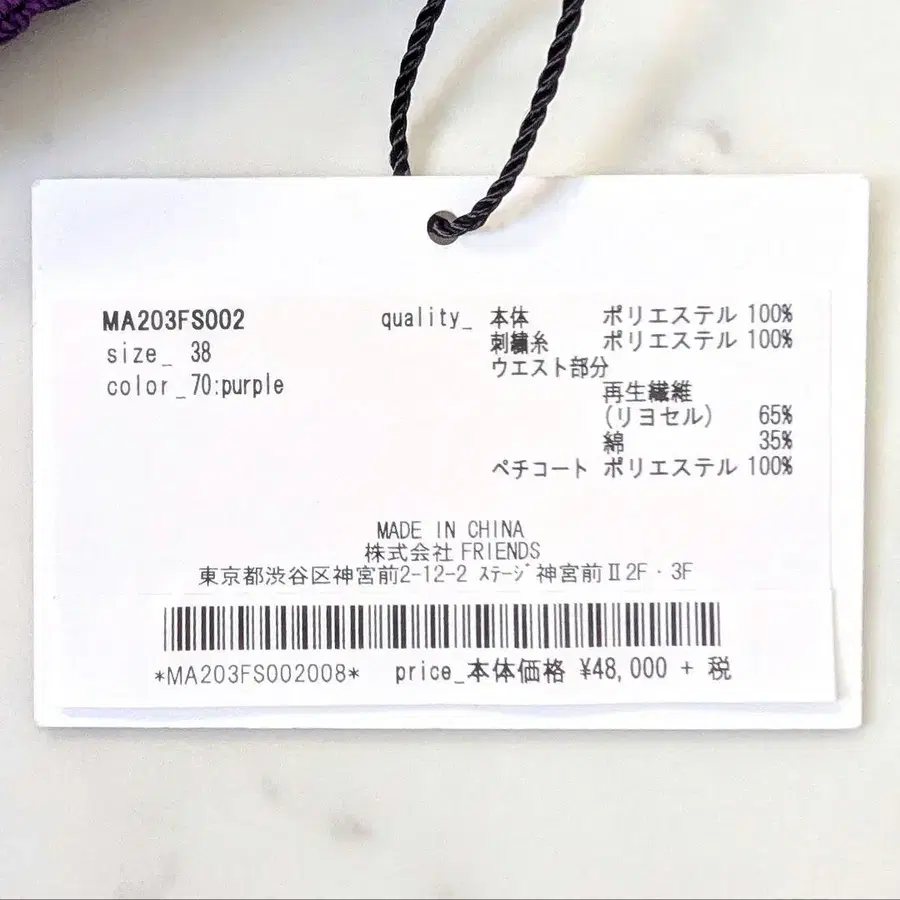 MA203FS002
size_ 38
color_70:purple
quality_ 本体 ポリエステル 100%
刺繍糸 ポリエステル 100%
ウエスト部分
再生繊維
(リヨセル) 65%
綿 35%
ペチコート ポリエステル 100%
MADE IN CHINA
株式会社 FRIENDS
東京都渋谷区神宮前2-12-2 ｽﾃｰｼﾞ神宮前Ⅱ2F・3F
*MA203FS002008* price_本体価格 ¥48,000 + 税